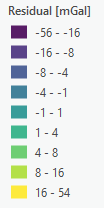 Residual [mGal]
-56 - -16
-16 - -8
-8 - -4
-4 - -1
-1 - 1
1 - 4
4 - 8
8 - 16
16 - 54